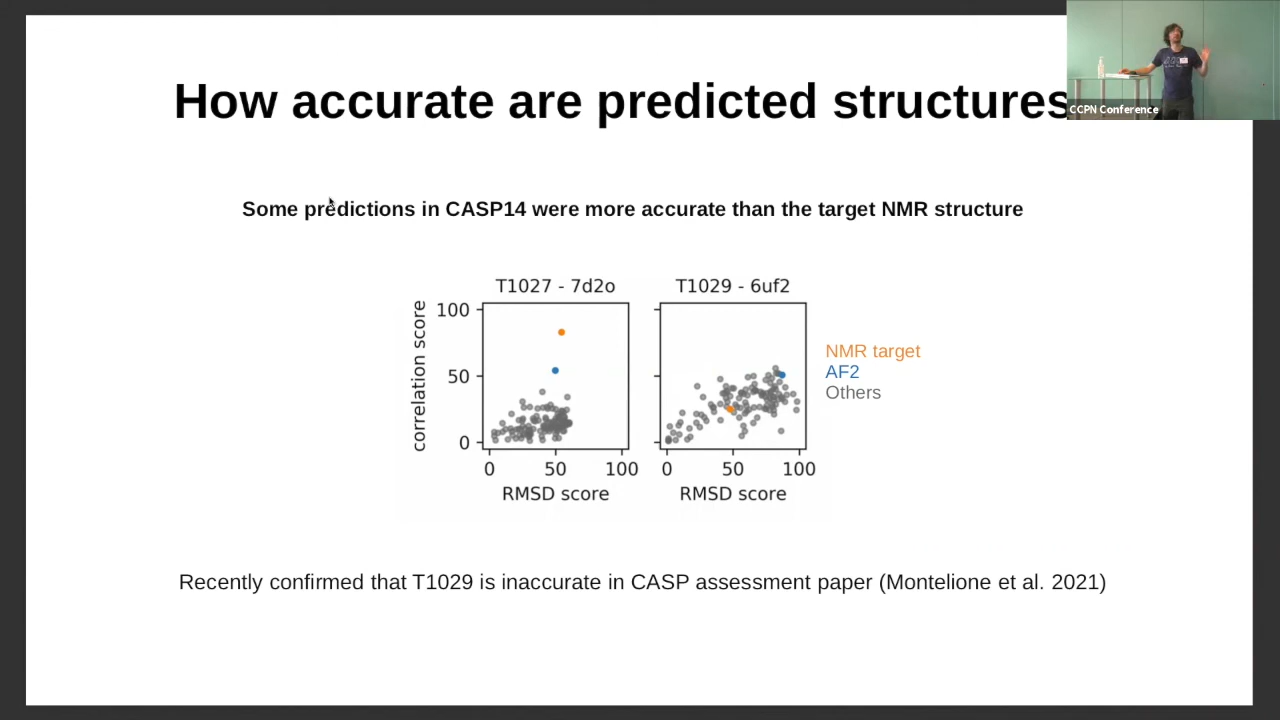 How accurate are predicted structures
CCPN Conference
Some predictions in CASP14 were more accurate than the target NMR structure
T1027 - 7d2o
T1029 - 6uf2
correlation score
100
50
0
NMR target
AF2
Others
0 50 100
0 50 100
RMSD score
RMSD score
Recently confirmed that T1029 is inaccurate in CASP assessment paper (Montelione et al. 2021)